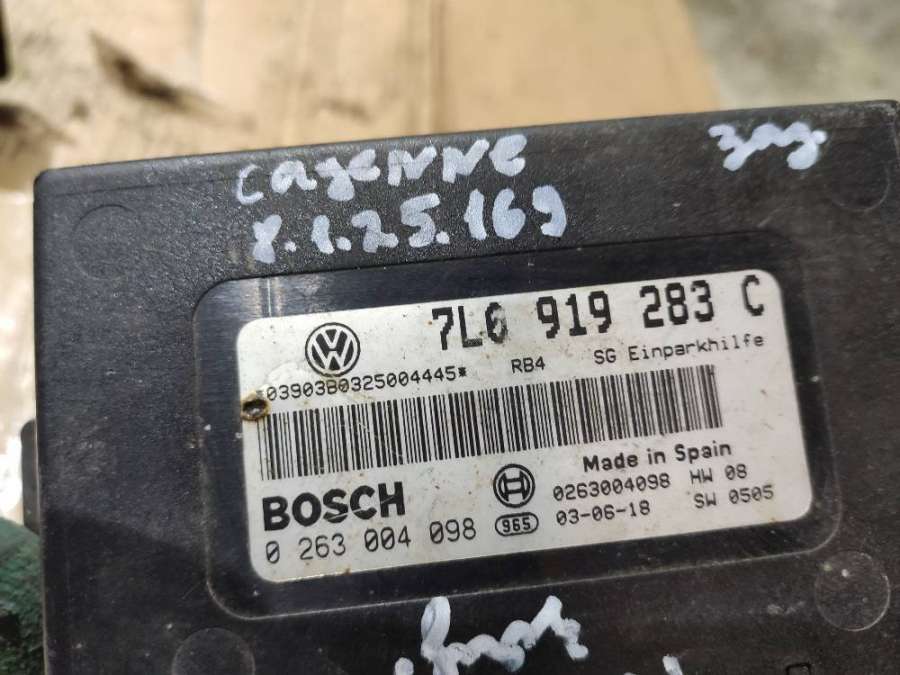 Cayenne
8.1.25.169
зад.
7L0 919 283 C
SG Einparkhilfe
RB4
*03903B0325004445*
Made in Spain
BOSCH
0263004098 HW 08
0 263 004 098
965
03-06-18 SW 0505